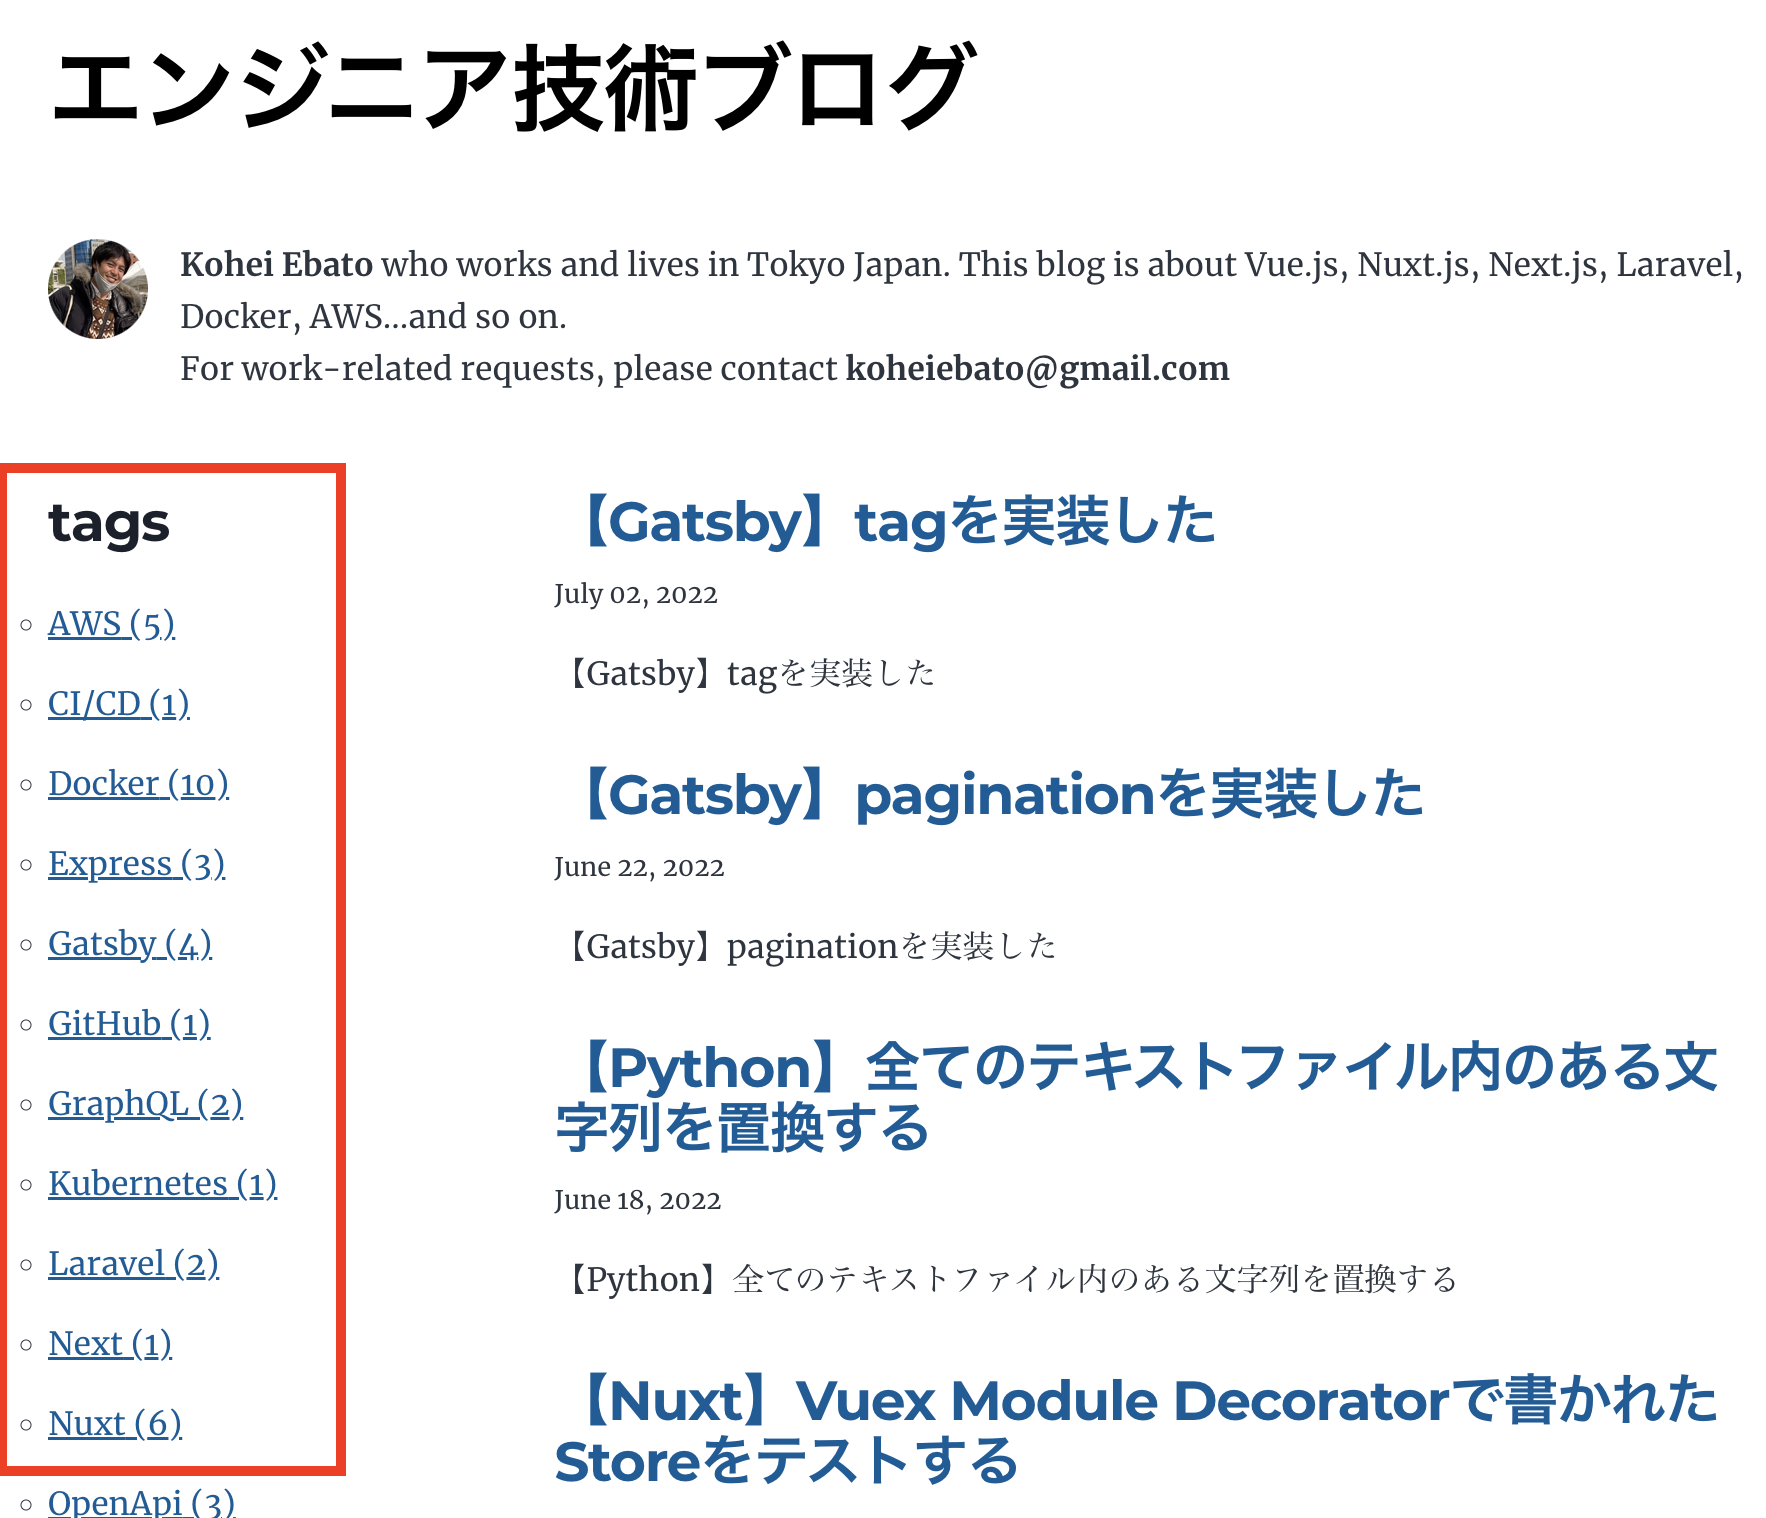 エンジニア技術ブログ
Kohei Ebato who works and lives in Tokyo Japan. This blog is about Vue.js, Nuxt.js, Next.js, Laravel,
Docker, AWS...and so on.
For work-related requests, please contact koheiebato@gmail.com
tags
AWS (5)
CI/CD (1)
Docker (10)
Express (3)
Gatsby (4)
GitHub (1)
GraphQL (2)
Kubernetes (1)
Laravel (2)
Next (1)
Nuxt (6)
OpenApi (3)
【Gatsby】tagを実装した
July 02, 2022
【Gatsby】tagを実装した
【Gatsby】paginationを実装した
June 22, 2022
【Gatsby】paginationを実装した
【Python】全てのテキストファイル内のある文
字列を置換する
June 18, 2022
【Python】全てのテキストファイル内のある文字列を置換する
【Nuxt】Vuex Module Decoratorで書かれた
Storeをテストする